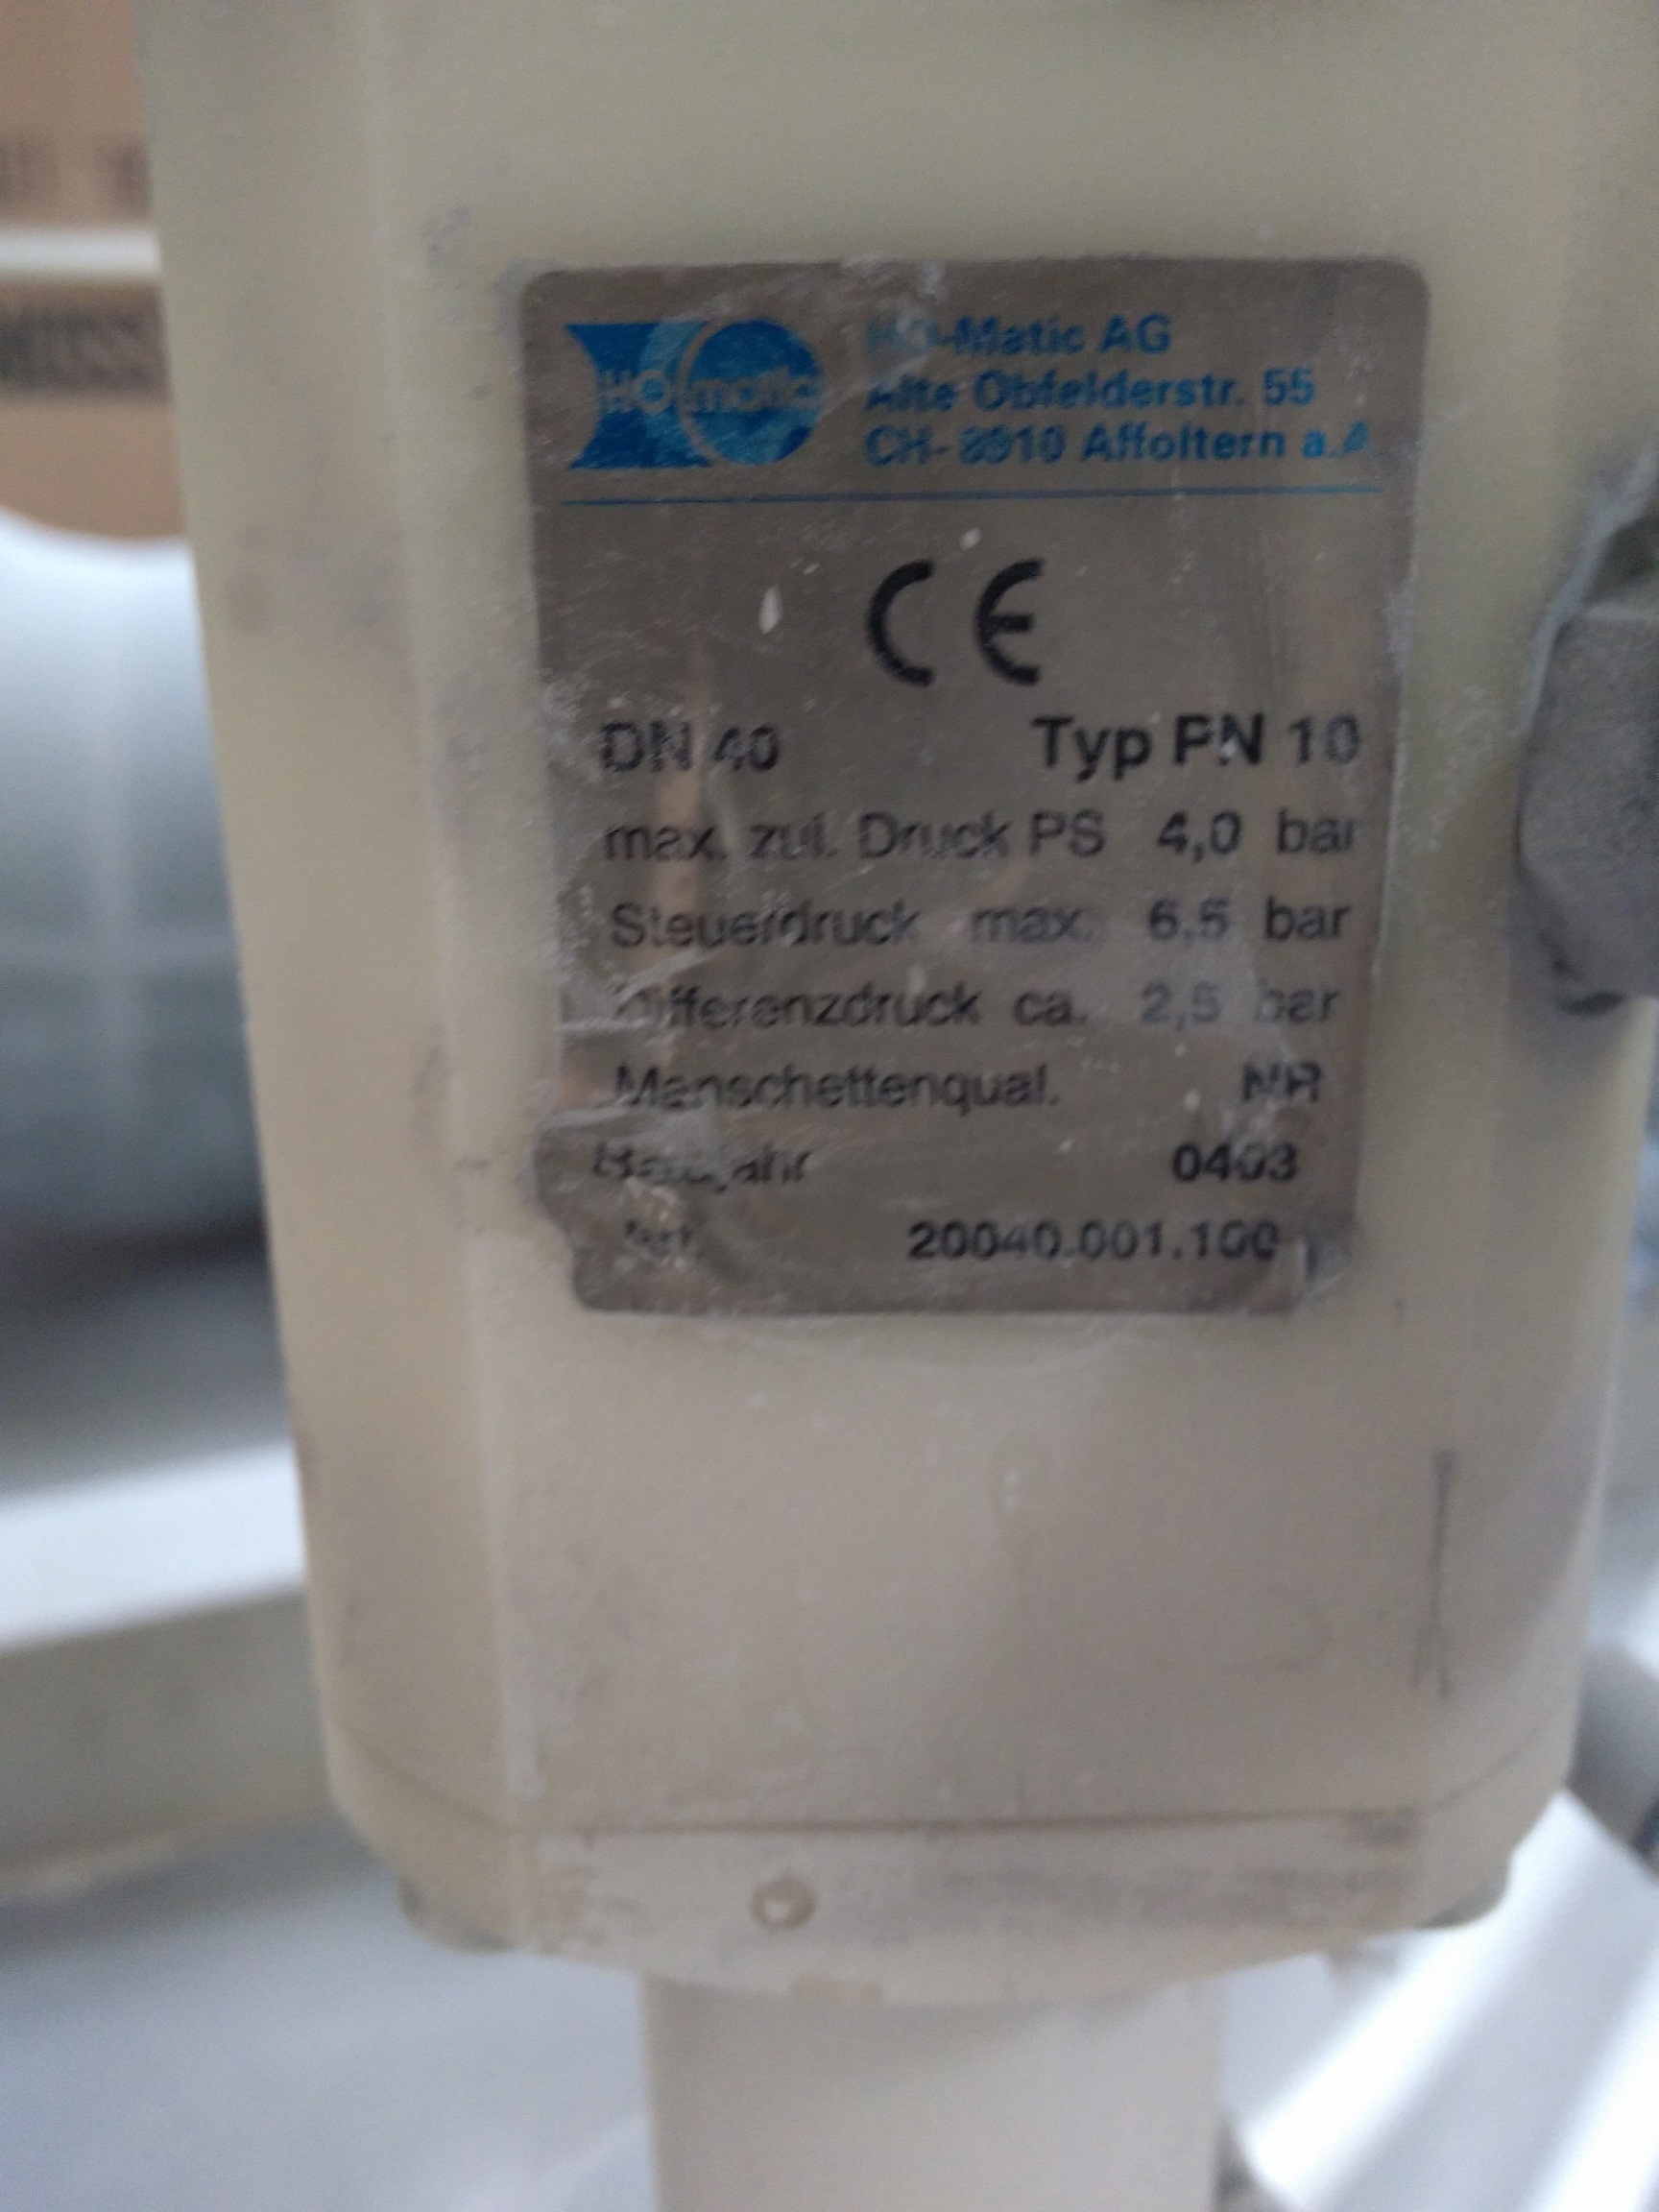 HO-matic
HO-Matic AG
Alte Obfelderstr. 55
CH-8910 Affoltern a.A.
CE
DN 40 Typ PN 10
max. zul. Druck PS 4,0 bar
Steuerdruck max. 6,5 bar
Differenzdruck ca. 2,5 bar
Manschettenqual. NR
Baujahr 0403
20040.001.100